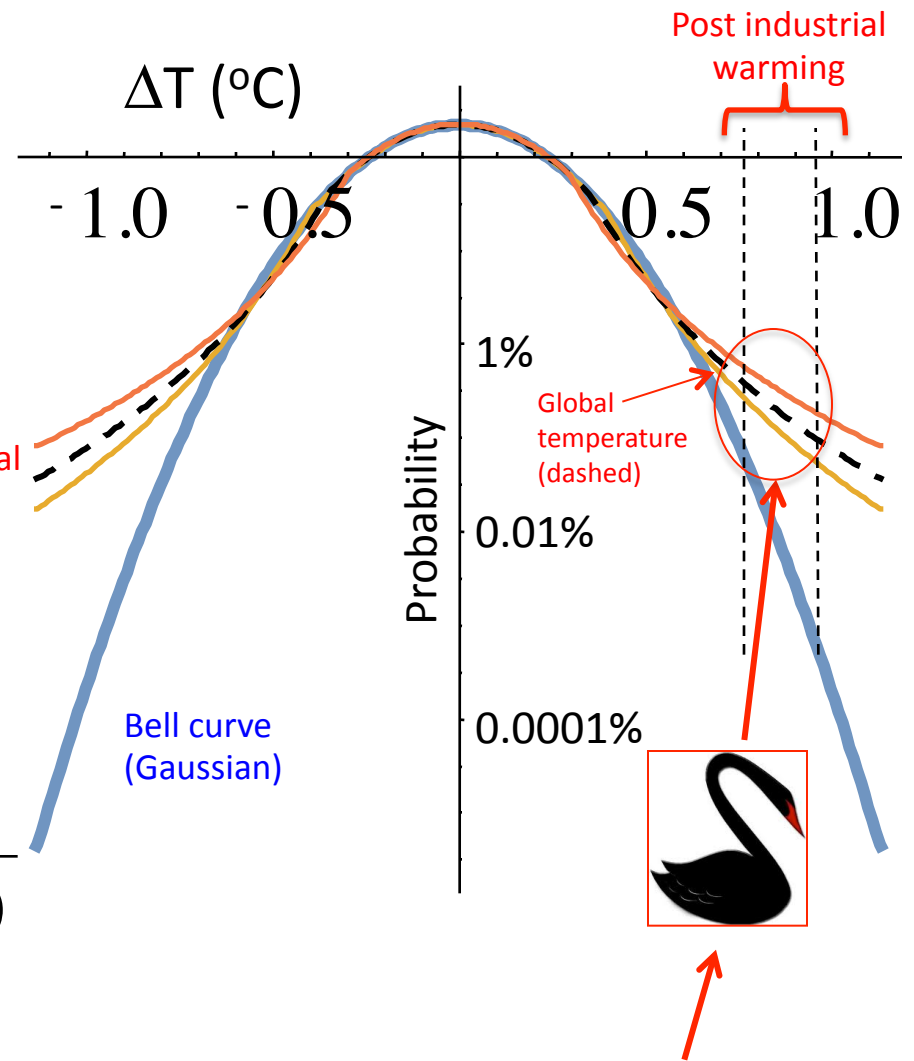 Post industrial
warming
ΔT (°C)
-1.0 -0.5 0.5 1.0
1%
Global
temperature
(dashed)
al
0.01%
Probability
Bell curve
(Gaussian)
0.0001%
)